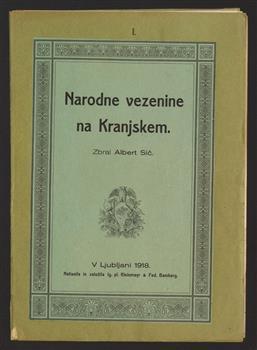 I.
Narodne vezenine
na Kranjskem.
Zbral Albert Sič.
V Ljubljani 1918.
Natisnila in založila Ig. pl. Kleinmayr & Fed. Bamberg.